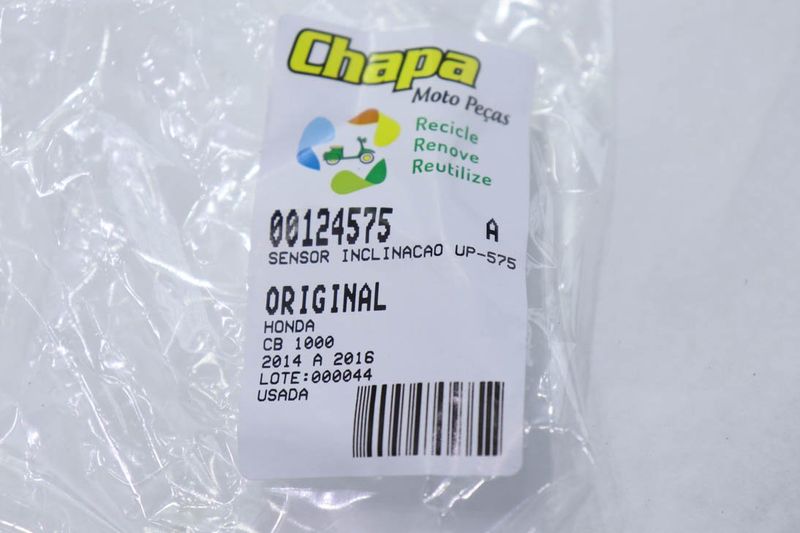 Chapa
Moto Peças
Recicle
Renove
Reutilize
00124575 A
SENSOR INCLINACAO UP-575
ORIGINAL
HONDA
CB 1000
2014 A 2016
LOTE:000044
USADA